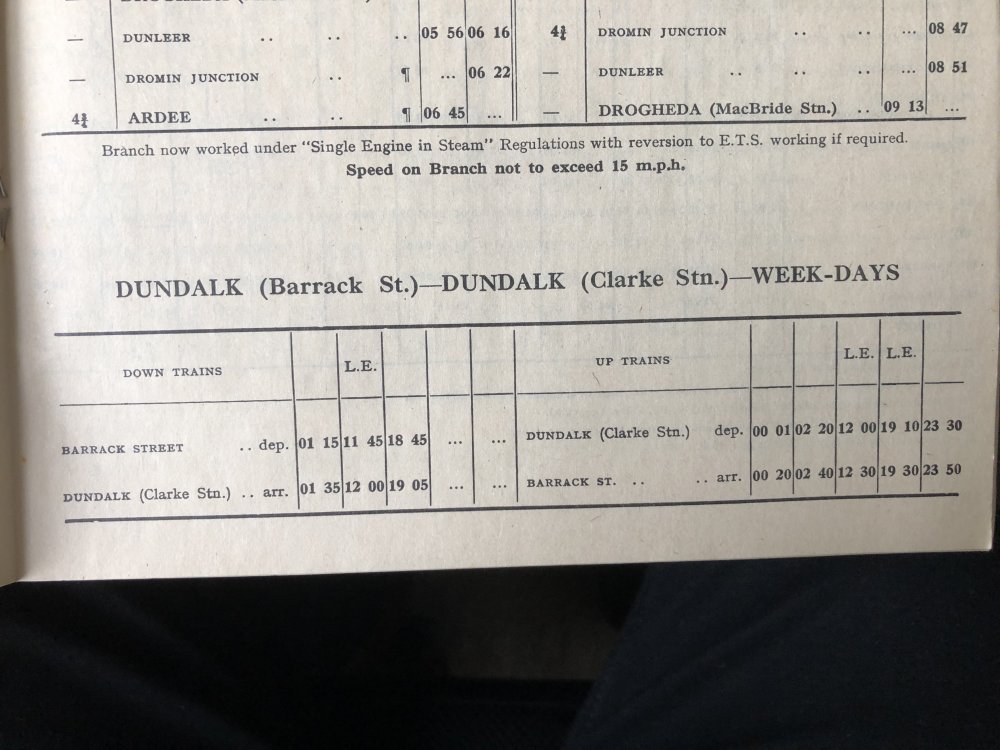 — DUNLEER .. .. .. 05 56 06 16 4¾ DROMIN JUNCTION .. .. ... 08 47
— DROMIN JUNCTION .. ¶ ... 06 22 — DUNLEER .. .. .. ... 08 51
4¾ ARDEE .. .. ¶ 06 45 ... — DROGHEDA (MacBride Stn.) .. 09 13 ...
Branch now worked under "Single Engine in Steam" Regulations with reversion to E.T.S. working if required.
Speed on Branch not to exceed 15 m.p.h.
DUNDALK (Barrack St.)—DUNDALK (Clarke Stn.)—WEEK-DAYS
DOWN TRAINS L.E. UP TRAINS L.E. L.E.
BARRACK STREET .. dep. 01 15 11 45 18 45 ... ... DUNDALK (Clarke Stn.) dep. 00 01 02 20 12 00 19 10 23 30
DUNDALK (Clarke Stn.) .. arr. 01 35 12 00 19 05 ... ... BARRACK ST. .. .. arr. 00 20 02 40 12 30 19 30 23 50